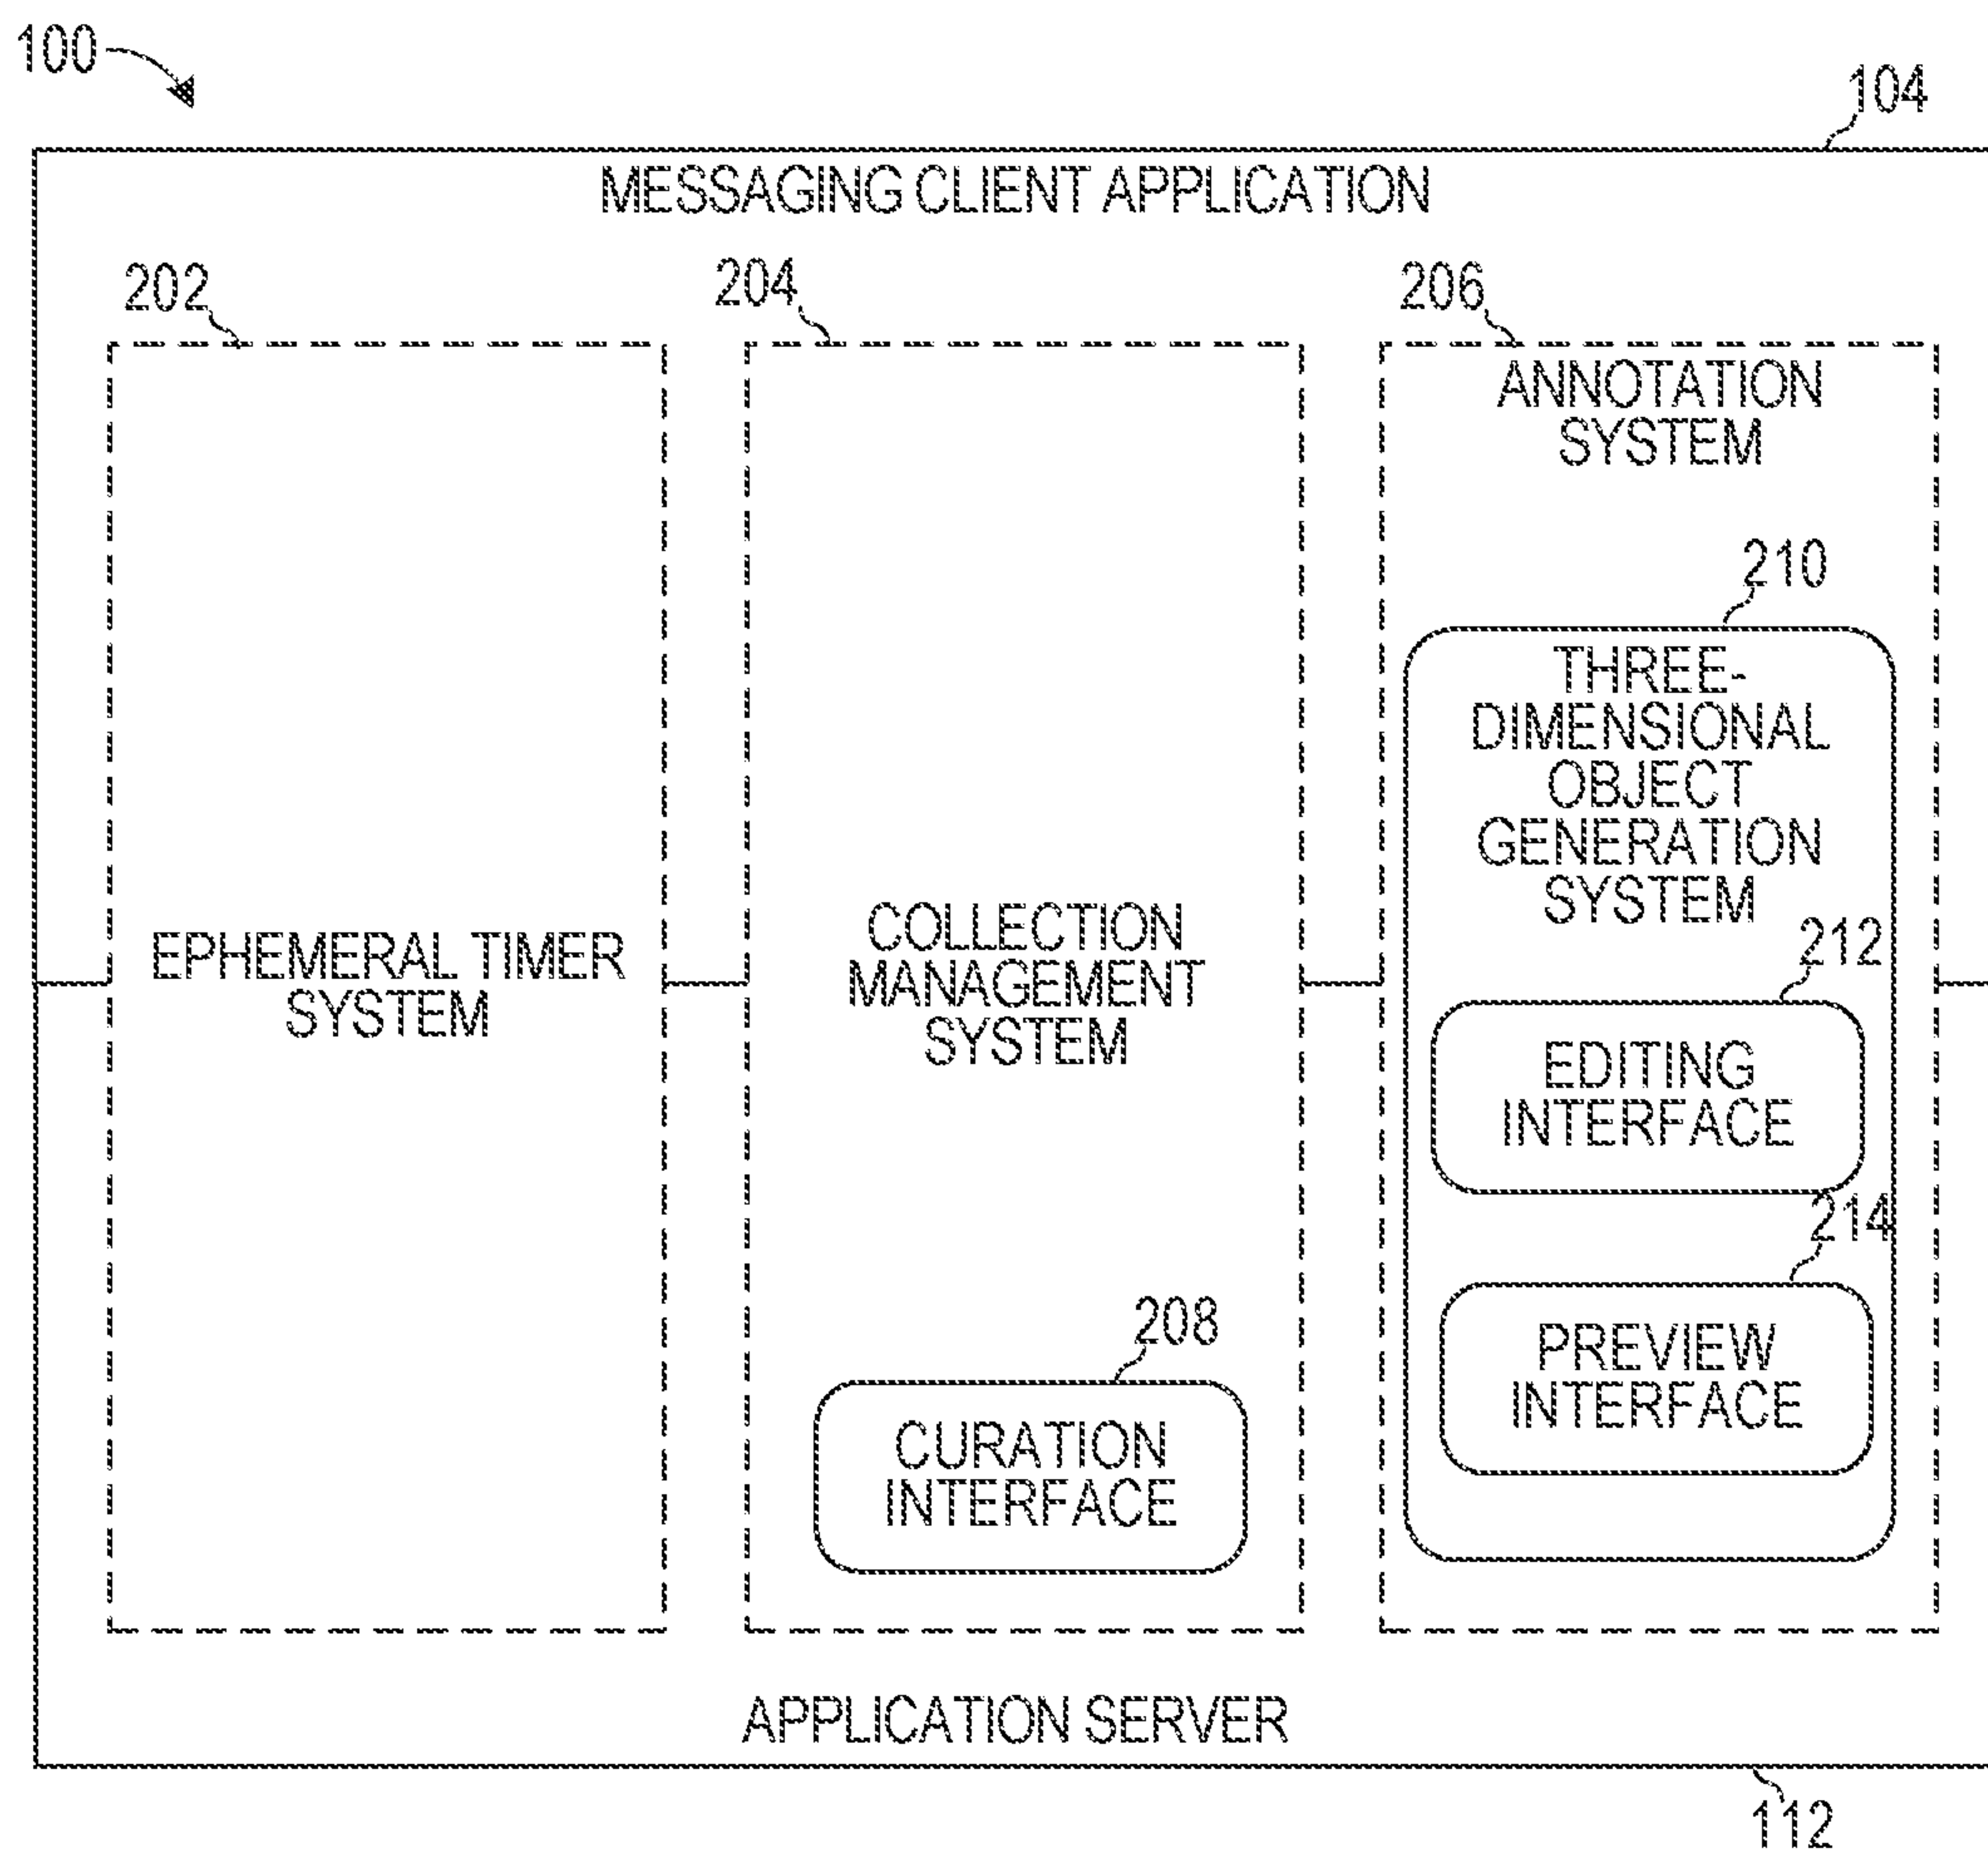 100
104
MESSAGING CLIENT APPLICATION
202
204
206
ANNOTATION
SYSTEM
210
THREE-
DIMENSIONAL
OBJECT
GENERATION
SYSTEM
EPHEMERAL TIMER
SYSTEM
COLLECTION
MANAGEMENT
SYSTEM
212
EDITING
INTERFACE
214
PREVIEW
INTERFACE
208
CURATION
INTERFACE
APPLICATION SERVER
112